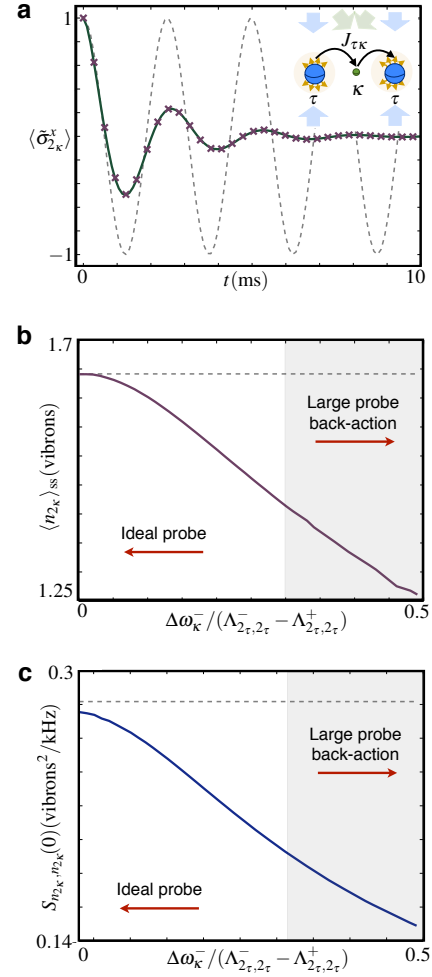 a
1
⟨σ̃ˣ₂κ⟩
−1
0
t(ms)
10
Jτκ
τ
κ
τ
b
1.7
⟨n₂κ⟩ss(vibrons)
1.25
Large probe
back-action
Ideal probe
0
Δωκ⁻/(Λ⁻₂τ,₂τ − Λ⁺₂τ,₂τ)
0.5
c
0.3
Sn₂κ,n₂κ(0)(vibrons²/kHz)
0.14
Large probe
back-action
Ideal probe
0
Δωκ⁻/(Λ⁻₂τ,₂τ − Λ⁺₂τ,₂τ)
0.5